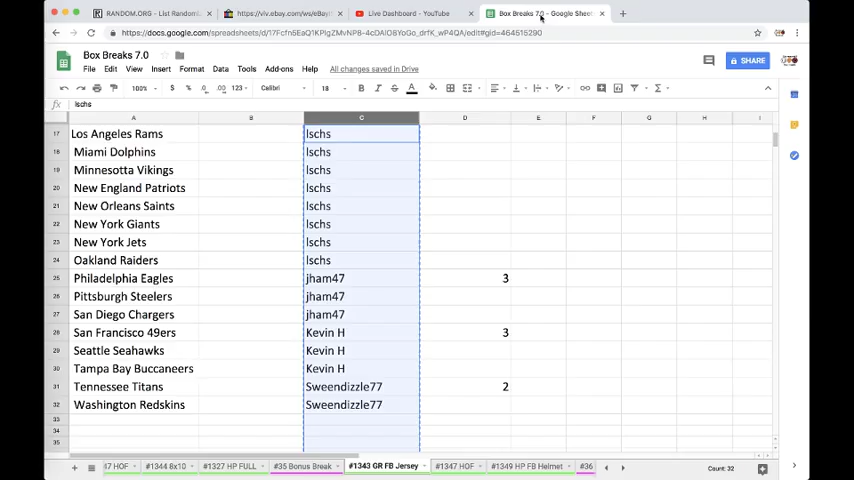 RANDOM.ORG - List Randomi
https://viv.ebay.com/ws/eBay
Live Dashboard - YouTube
Box Breaks 7.0 - Google Sheet
https://docs.google.com/spreadsheets/d/17Fcfn5EaQ1KPlgZMvNP8-4cDAlO8YoGo_drfK_wP4QA/edit#gid=464515290
Box Breaks 7.0
File Edit View Insert Format Data Tools Add-ons Help All changes saved in Drive
SHARE
100% $ % .0 .00 123 Calibri 18 B I S A
fx lschs
A B C D E F G H I
17 Los Angeles Rams lschs
18 Miami Dolphins lschs
19 Minnesotta Vikings lschs
20 New England Patriots lschs
21 New Orleans Saints lschs
22 New York Giants lschs
23 New York Jets lschs
24 Oakland Raiders lschs
25 Philadelphia Eagles jham47 3
26 Pittsburgh Steelers jham47
27 San Diego Chargers jham47
28 San Francisco 49ers Kevin H 3
29 Seattle Seahawks Kevin H
30 Tampa Bay Buccaneers Kevin H
31 Tennessee Titans Sweendizzle77 2
32 Washington Redskins Sweendizzle77
33
34
35
47 HOF #1344 8x10 #1327 HP FULL #35 Bonus Break #1343 GR FB Jersey #1347 HOF #1349 HP FB Helmet #36
Count: 32